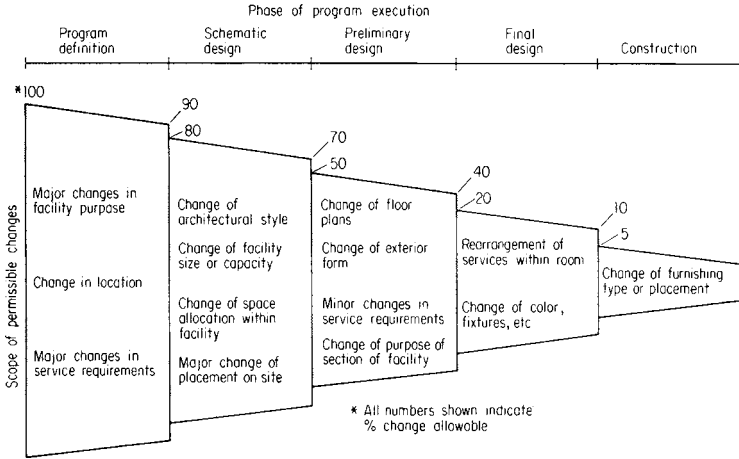 Phase of program execution
Program
definition
Schematic
design
Preliminary
design
Final
design
Construction
*100
90
80
70
50
40
20
10
5
Scope of permissible changes
Major changes in
facility purpose
Change in location
Major changes in
service requirements
Change of
architectural style
Change of facility
size or capacity
Change of space
allocation within
facility
Major change of
placement on site
Change of floor
plans
Change of exterior
form
Minor changes in
service requirements
Change of purpose of
section of facility
Rearrangement of
services within room
Change of color,
fixtures, etc
Change of furnishing
type or placement
* All numbers shown indicate
% change allowable